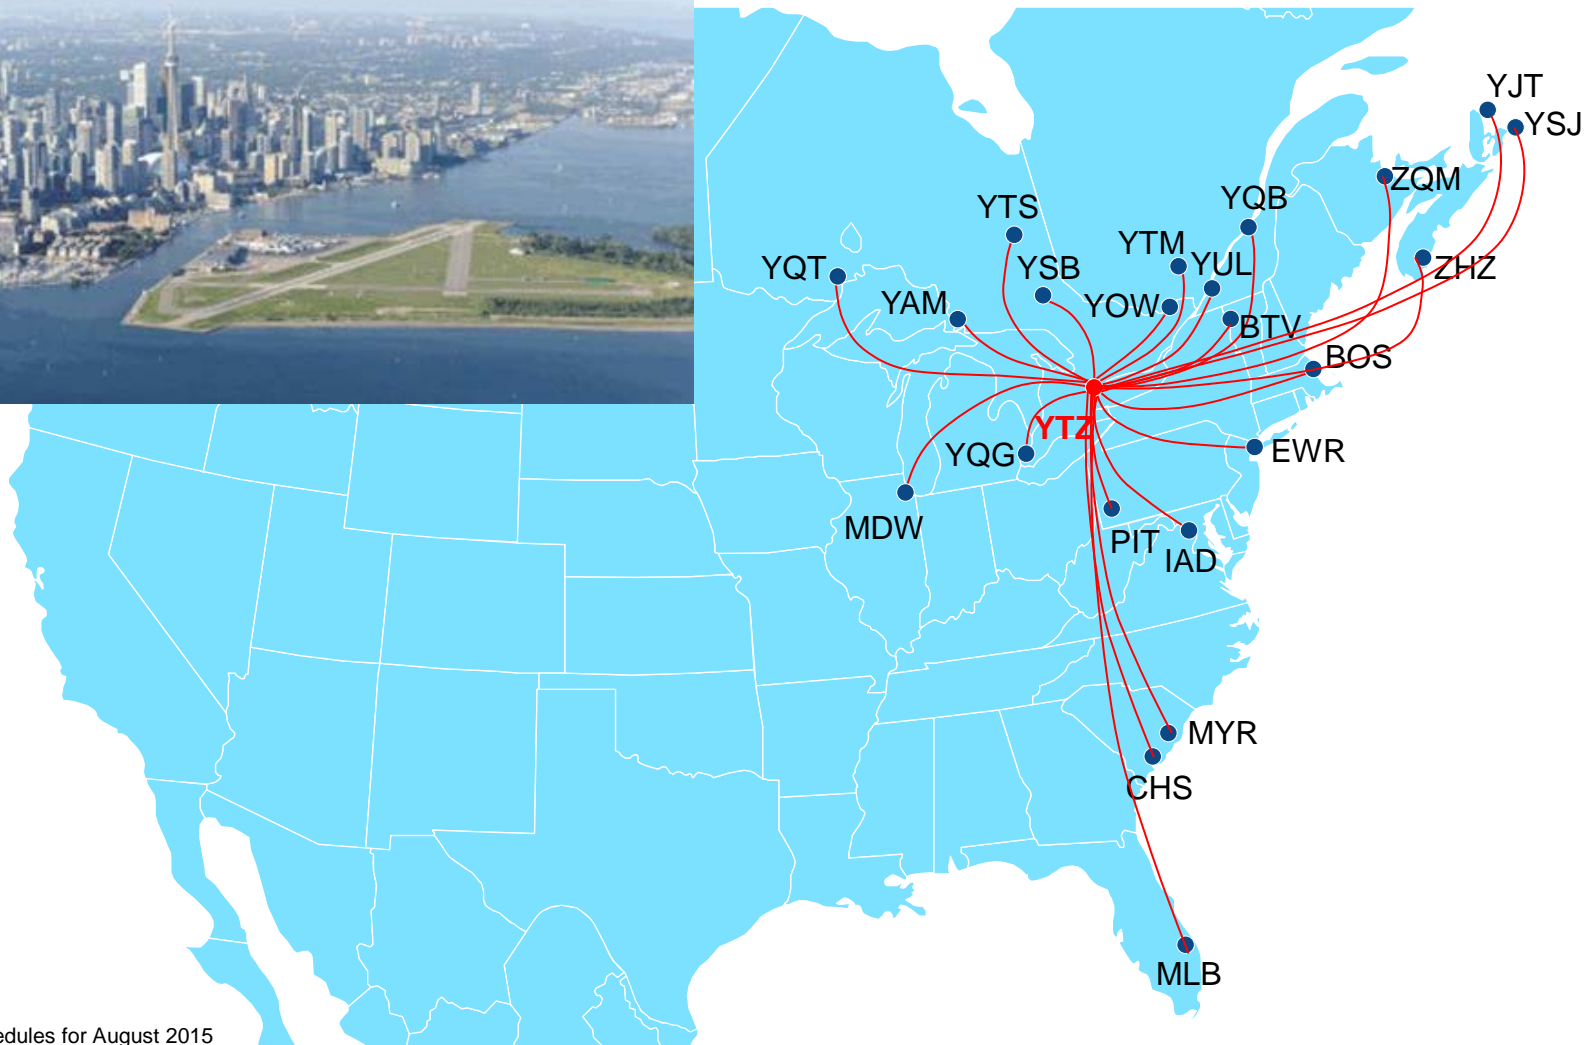 YJT
YSJ
ZQM
YQB
YTS
YTM
YUL
ZHZ
YQT
YSB
YAM
YOW
BTV
BOS
YTZ
YQG
EWR
MDW
PIT
IAD
MYR
CHS
MLB
edules for August 2015